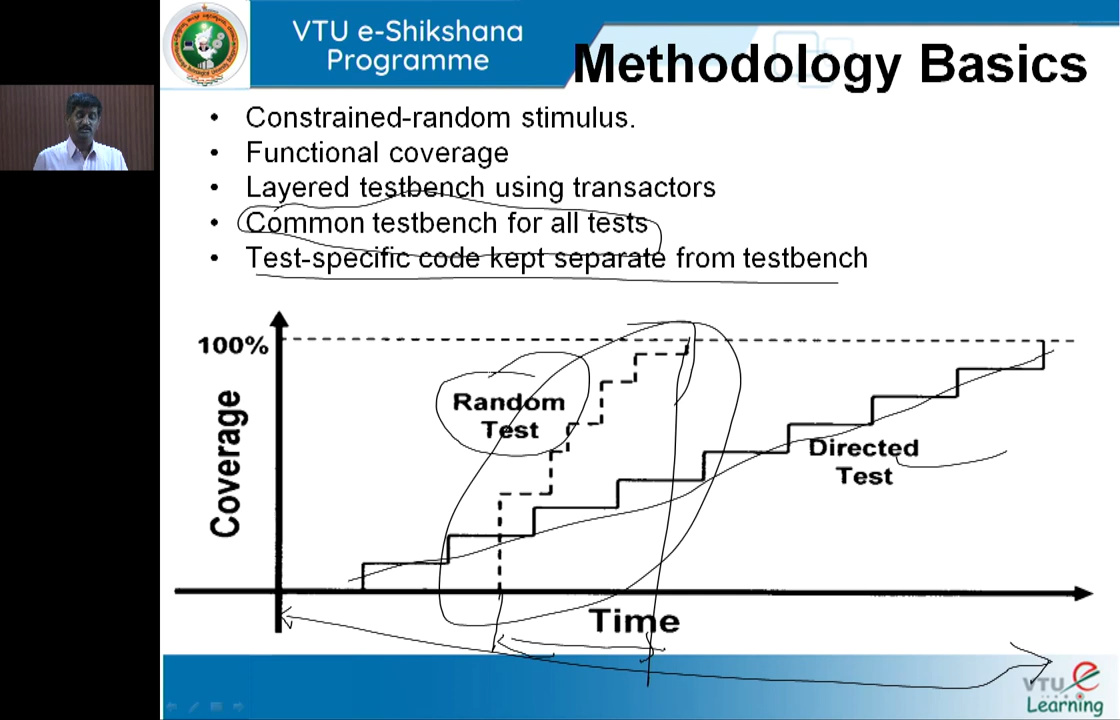 VTU e-Shikshana
Programme
Methodology Basics
• Constrained-random stimulus.
• Functional coverage
• Layered testbench using transactors
• Common testbench for all tests
• Test-specific code kept separate from testbench
100%
Coverage
Random
Test
Directed
Test
Time
VTU e
Learning